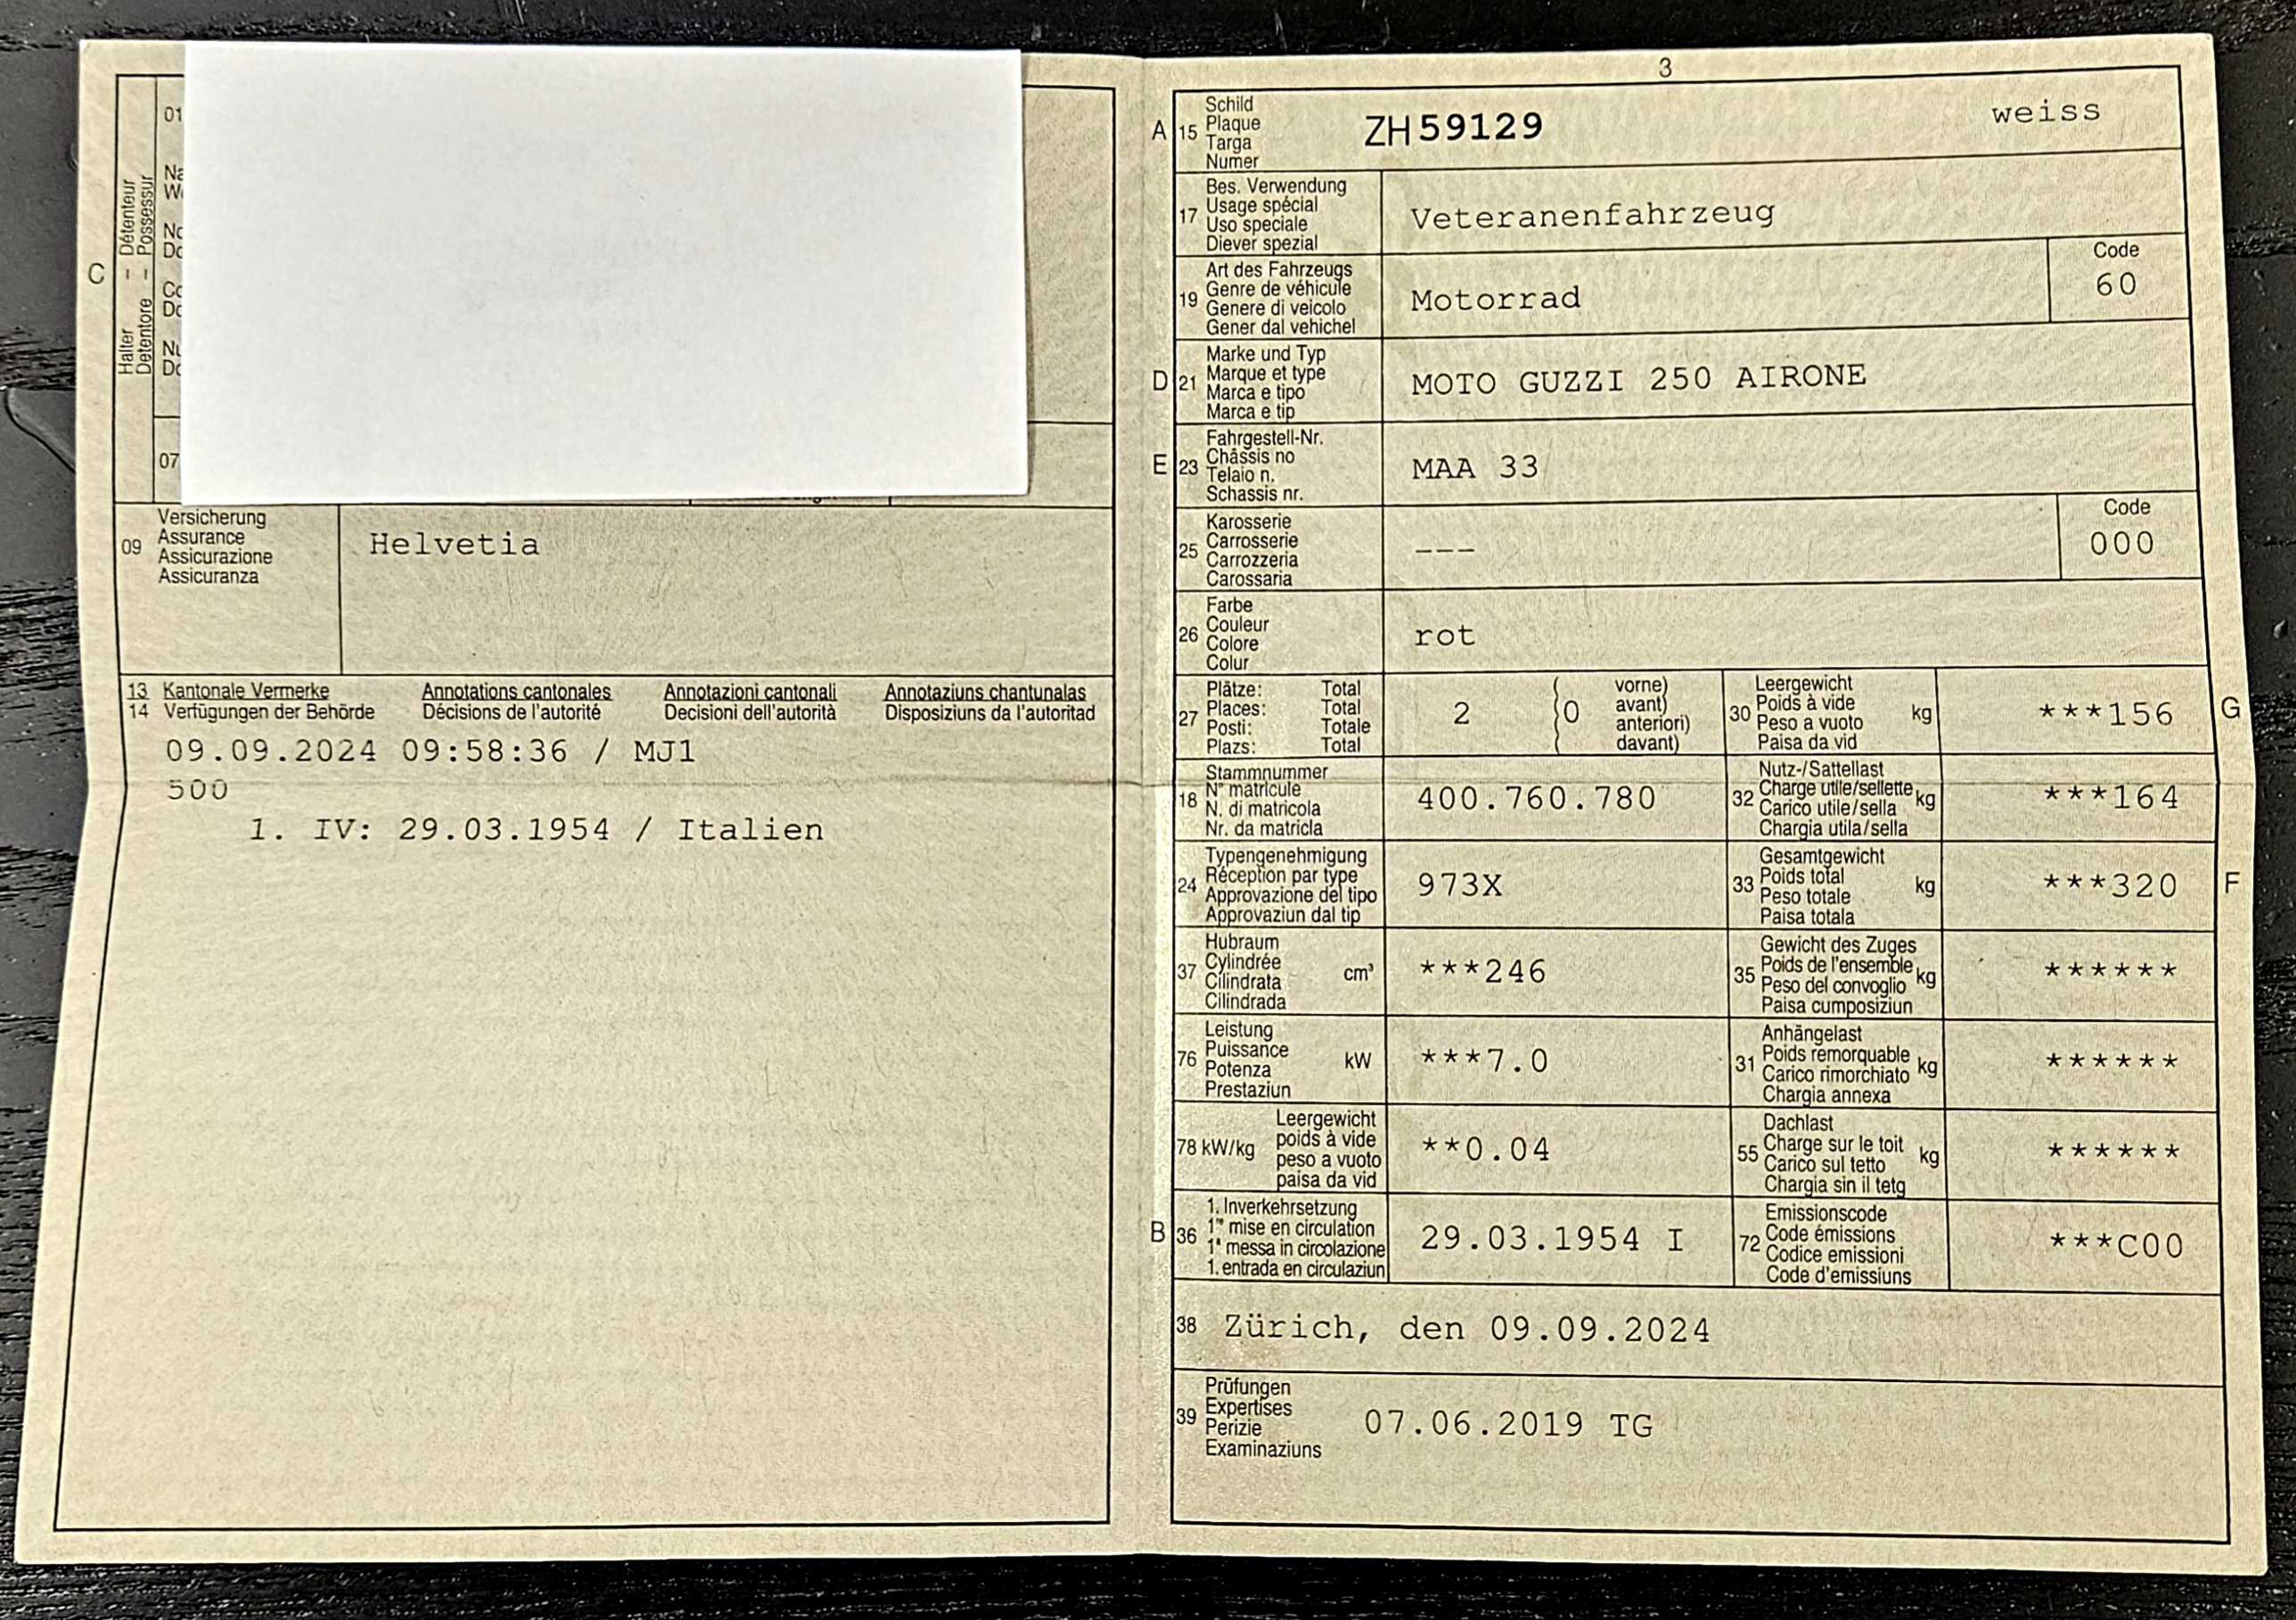 C
Halter – Détenteur
Detentore – Possessur
01
07
09
Versicherung
Assurance
Assicurazione
Assicuranza
Helvetia
13 Kantonale Vermerke Annotations cantonales Annotazioni cantonali Annotaziuns chantunalas
14 Verfügungen der Behörde Décisions de l'autorité Decisioni dell'autorità Disposiziuns da l'autoritad
09.09.2024 09:58:36 / MJ1
500
1. IV: 29.03.1954 / Italien
3
A 15
Schild
Plaque
Targa
Numer
ZH 59129
weiss
17
Bes. Verwendung
Usage spécial
Uso speciale
Diever spezial
Veteranenfahrzeug
19
Art des Fahrzeugs
Genre de véhicule
Genere di veicolo
Gener dal vehichel
Motorrad
Code
60
D 21
Marke und Typ
Marque et type
Marca e tipo
Marca e tip
MOTO GUZZI 250 AIRONE
E 23
Fahrgestell-Nr.
Châssis no
Telaio n.
Schassis nr.
MAA 33
25
Karosserie
Carrosserie
Carrozzeria
Carossaria
---
Code
000
26
Farbe
Couleur
Colore
Colur
rot
27
Plätze: Total
Places: Total
Posti: Totale
Plazs: Total
2 (0
vorne)
avant)
anteriori)
davant)
30
Leergewicht
Poids à vide
Peso a vuoto
Paisa da vid
kg
***156
G
18
Stammnummer
N° matricule
N. di matricola
Nr. da matricla
400.760.780
32
Nutz-/Sattellast
Charge utile/sellette
Carico utile/sella
Chargia utila/sella
kg
***164
24
Typengenehmigung
Réception par type
Approvazione del tipo
Approvaziun dal tip
973X
33
Gesamtgewicht
Poids total
Peso totale
Paisa totala
kg
***320
F
37
Hubraum
Cylindrée
Cilindrata
Cilindrada
cm³
***246
35
Gewicht des Zuges
Poids de l'ensemble
Peso del convoglio
Paisa cumposiziun
kg
******
76
Leistung
Puissance
Potenza
Prestaziun
kW
***7.0
31
Anhängelast
Poids remorquable
Carico rimorchiato
Chargia annexa
kg
******
78 kW/kg
Leergewicht
poids à vide
peso a vuoto
paisa da vid
**0.04
55
Dachlast
Charge sur le toit
Carico sul tetto
Chargia sin il tetg
kg
******
B 36
1. Inverkehrsetzung
1re mise en circulation
1a messa in circolazione
1. entrada en circulaziun
29.03.1954 I
72
Emissionscode
Code émissions
Codice emissioni
Code d'emissiuns
***C00
38 Zürich, den 09.09.2024
39
Prüfungen
Expertises
Perizie
Examinaziuns
07.06.2019 TG